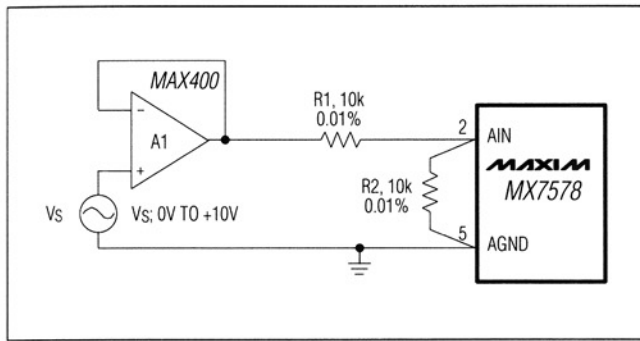 MAX400
−
A1
+
R1, 10k
0.01%
2
AIN
MAXIM
MX7578
R2, 10k
0.01%
VS
VS; 0V TO +10V
5
AGND